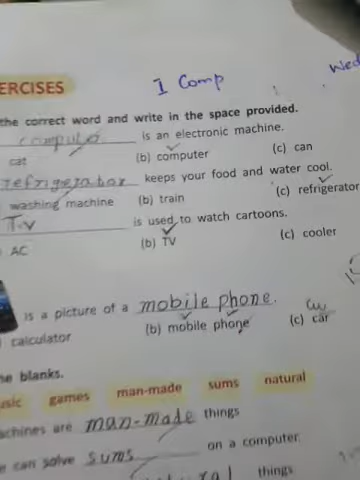 ERCISES
I Comp
Wed
the correct word and write in the space provided.
computer is an electronic machine.
cat (b) computer (c) can
refrigerator keeps your food and water cool.
washing machine (b) train (c) refrigerator
T.V is used to watch cartoons.
AC (b) TV (c) cooler
is a picture of a mobile phone.
calculator (b) mobile phone (c) car
he blanks.
usic games man-made sums natural
achines are man-made things
e can solve sums on a computer.
things